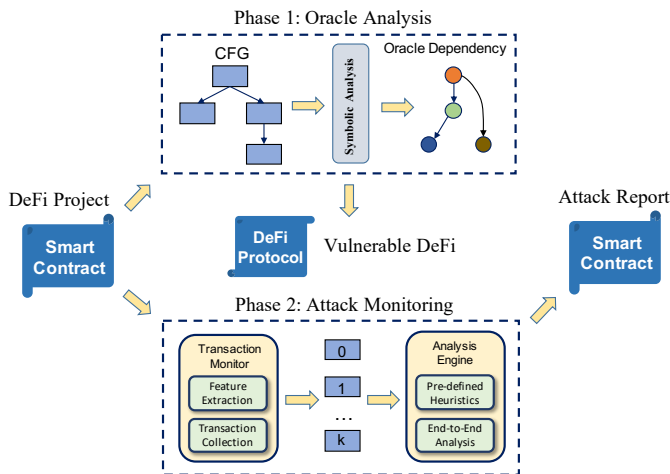 Phase 1: Oracle Analysis
CFG
Symbolic Analysis
Oracle Dependency
DeFi Project
Smart
Contract
DeFi
Protocol
Vulnerable DeFi
Attack Report
Smart
Contract
Phase 2: Attack Monitoring
Transaction
Monitor
Feature
Extraction
Transaction
Collection
0
1
...
k
Analysis
Engine
Pre-defined
Heuristics
End-to-End
Analysis